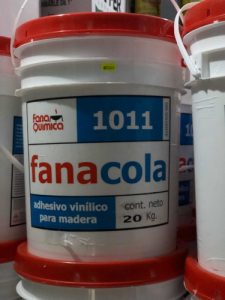 Fana
Química
1011
fanacola
adhesivo vinílico
para madera
cont. neto
20 Kg.